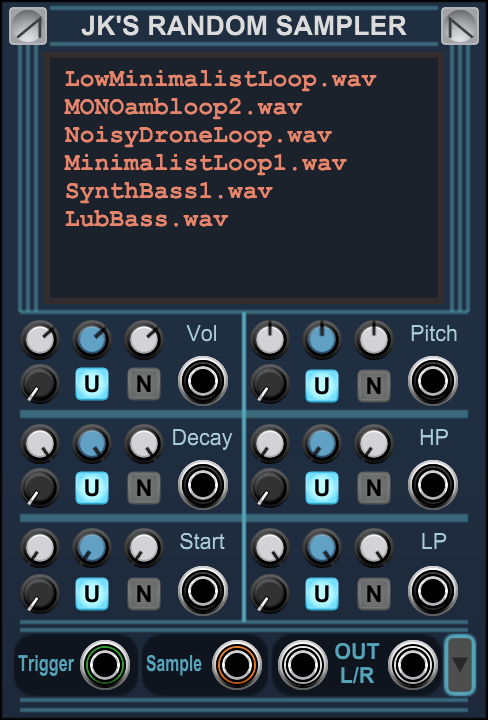 JK'S RANDOM SAMPLER
LowMinimalistLoop.wav
MONOambloop2.wav
NoisyDroneLoop.wav
MinimalistLoop1.wav
SynthBass1.wav
LubBass.wav
Vol
U N
Pitch
U N
Decay
U N
HP
U N
Start
U N
LP
U N
Trigger
Sample
OUT
L/R